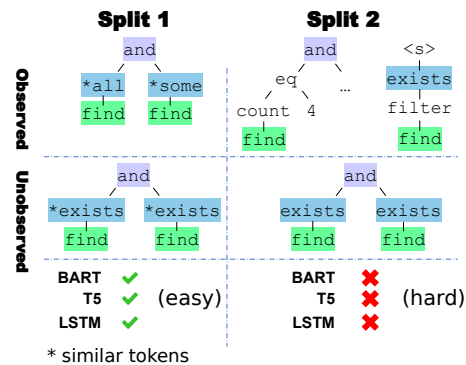 Split 1 Split 2
Observed
and
*all *some
find find
and <s>
eq ... exists
count 4 filter
find find
Unobserved
and
*exists *exists
find find
and
exists exists
find find
BART ✓
T5 ✓ (easy)
LSTM ✓
BART ✗
T5 ✗ (hard)
LSTM ✗
* similar tokens